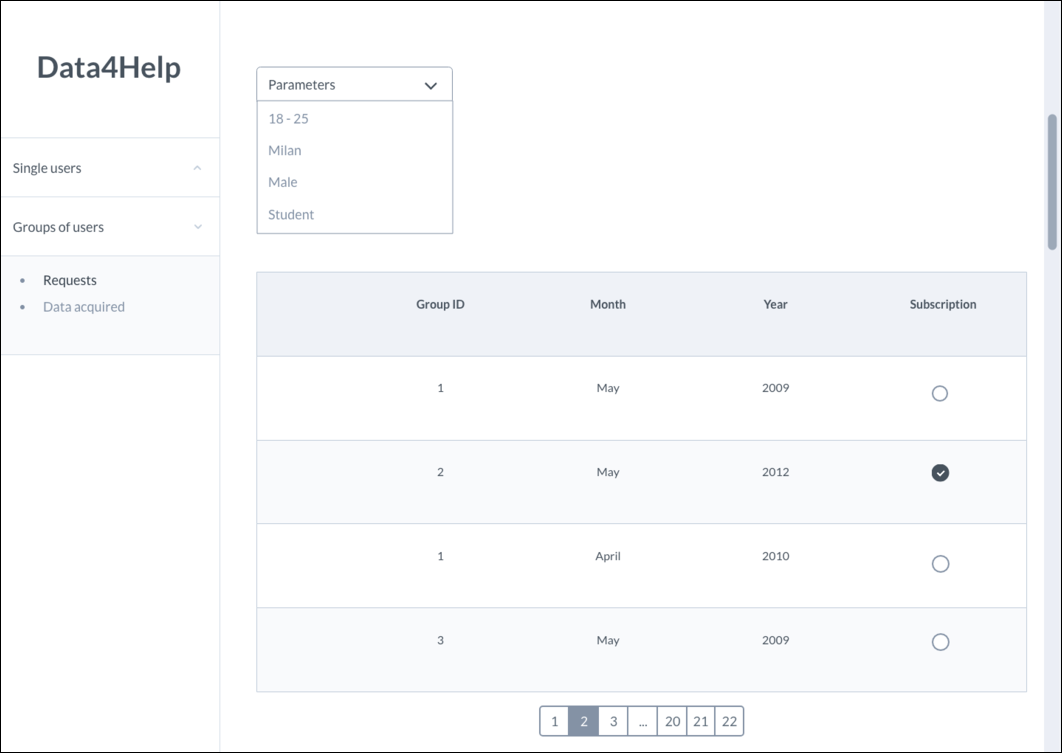 Data4Help
Single users
Groups of users
Requests
Data acquired
Parameters
18 - 25
Milan
Male
Student
Group ID Month Year Subscription
1 May 2009
2 May 2012
1 April 2010
3 May 2009
1 2 3 ... 20 21 22